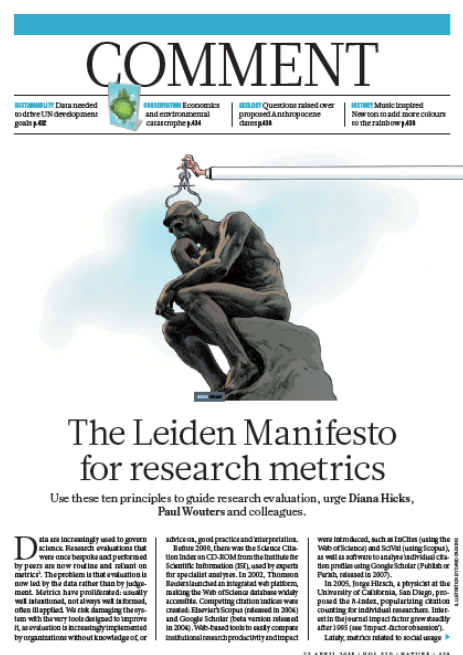 COMMENT
SUSTAINABILITY Data needed
to drive UN development
goals p.432
CONSERVATION Economics
and environmental
catastrophe p.434
GEOLOGY Questions raised over
proposed Anthropocene
dates p.436
HISTORY Music inspired
Newton to add more colours
to the rainbow p.436
The Leiden Manifesto
for research metrics
Use these ten principles to guide research evaluation, urge Diana Hicks,
Paul Wouters and colleagues.
Data are increasingly used to govern
science. Research evaluations that
were once bespoke and performed
by peers are now routine and reliant on
metrics¹. The problem is that evaluation is
now led by the data rather than by judge-
ment. Metrics have proliferated: usually
well intentioned, not always well informed,
often ill applied. We risk damaging the sys-
tem with the very tools designed to improve
it, as evaluation is increasingly implemented
by organizations without knowledge of, or
advice on, good practice and interpretation.
Before 2000, there was the Science Cita-
tion Index on CD-ROM from the Institute for
Scientific Information (ISI), used by experts
for specialist analyses. In 2002, Thomson
Reuters launched an integrated web platform,
making the Web of Science database widely
accessible. Competing citation indices were
created: Elsevier's Scopus (released in 2004)
and Google Scholar (beta version released
in 2004). Web-based tools to easily compare
institutional research productivity and impact
were introduced, such as InCites (using the
Web of Science) and SciVal (using Scopus),
as well as software to analyse individual cita-
tion profiles using Google Scholar (Publish or
Perish, released in 2007).
In 2005, Jorge Hirsch, a physicist at the
University of California, San Diego, pro-
posed the h-index, popularizing citation
counting for individual researchers. Inter-
est in the journal impact factor grew steadily
after 1995 (see 'Impact-factor obsession').
Lately, metrics related to social usage
23 APRIL 2015 | VOL 520 | NATURE | 429